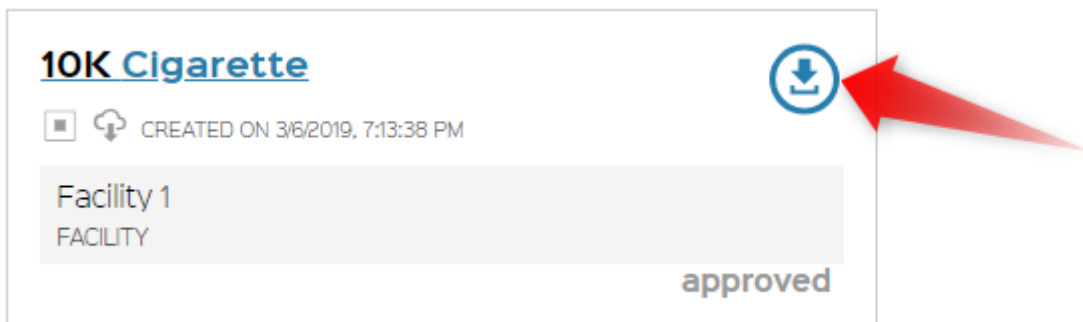 10K Cigarette
CREATED ON 3/6/2019, 7:13:38 PM
Facility 1
FACILITY
approved